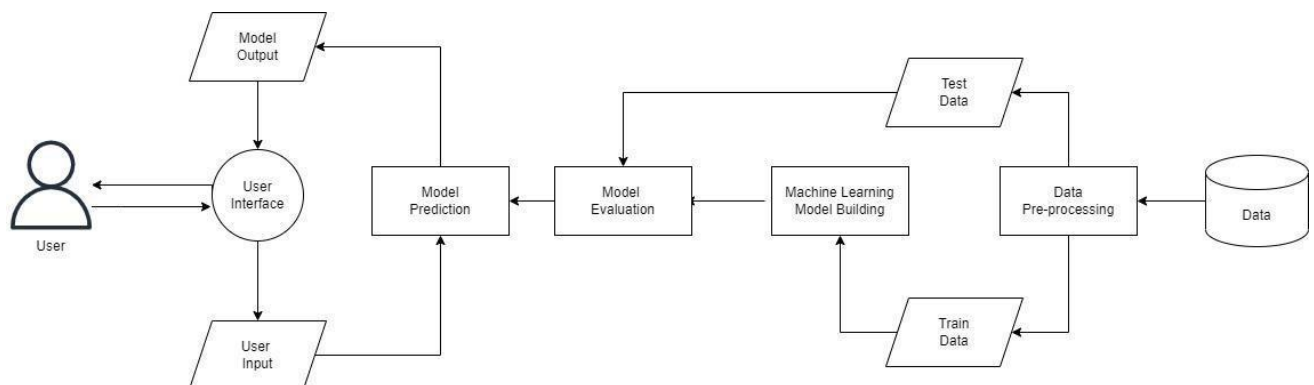 Model
Output
Test
Data
User
Interface
Model
Prediction
Model
Evaluation
Machine Learning
Model Building
Data
Pre-processing
Data
User
User
Input
Train
Data